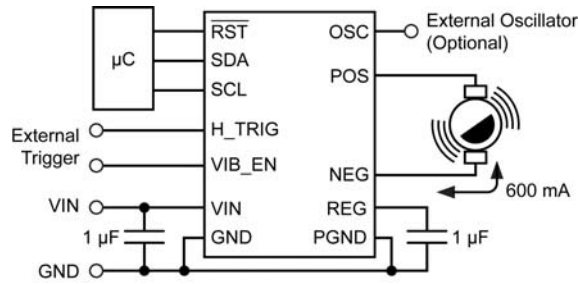 µC
RST
SDA
SCL
H_TRIG
VIB_EN
VIN
GND
OSC
POS
NEG
REG
PGND
External Oscillator
(Optional)
External
Trigger
VIN
1 µF
GND
600 mA
1 µF